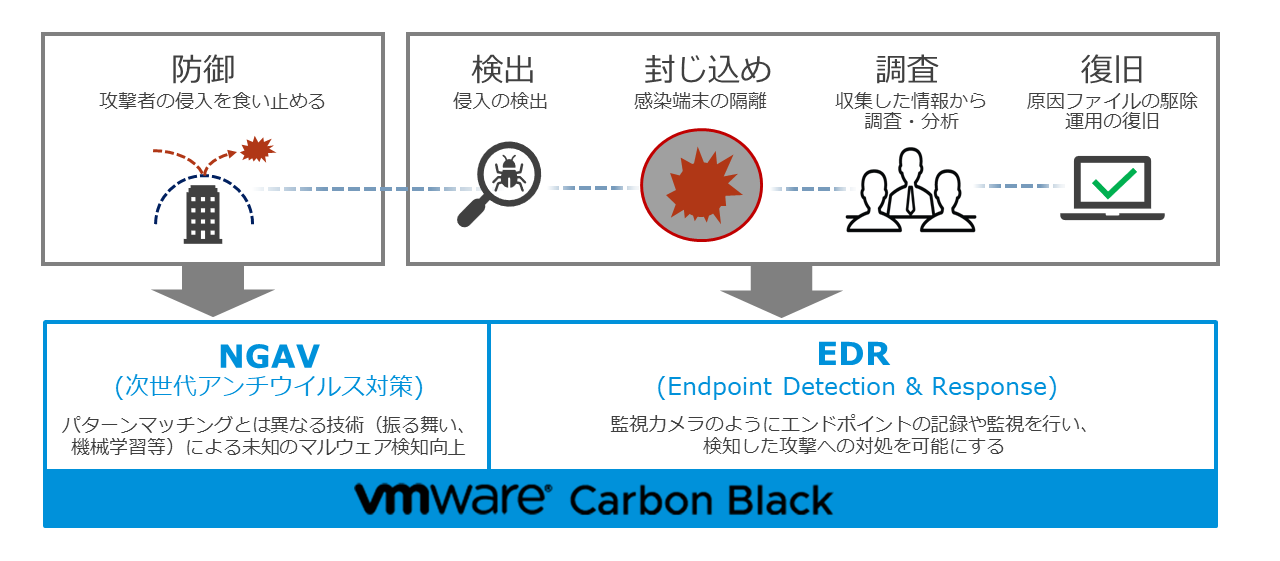 防御
攻撃者の侵入を食い止める
検出
侵入の検出
封じ込め
感染端末の隔離
調査
収集した情報から
調査・分析
復旧
原因ファイルの駆除
運用の復旧
NGAV
(次世代アンチウイルス対策)
パターンマッチングとは異なる技術（振る舞い、
機械学習等）による未知のマルウェア検知向上
EDR
(Endpoint Detection & Response)
監視カメラのようにエンドポイントの記録や監視を行い、
検知した攻撃への対処を可能にする
vmware® Carbon Black